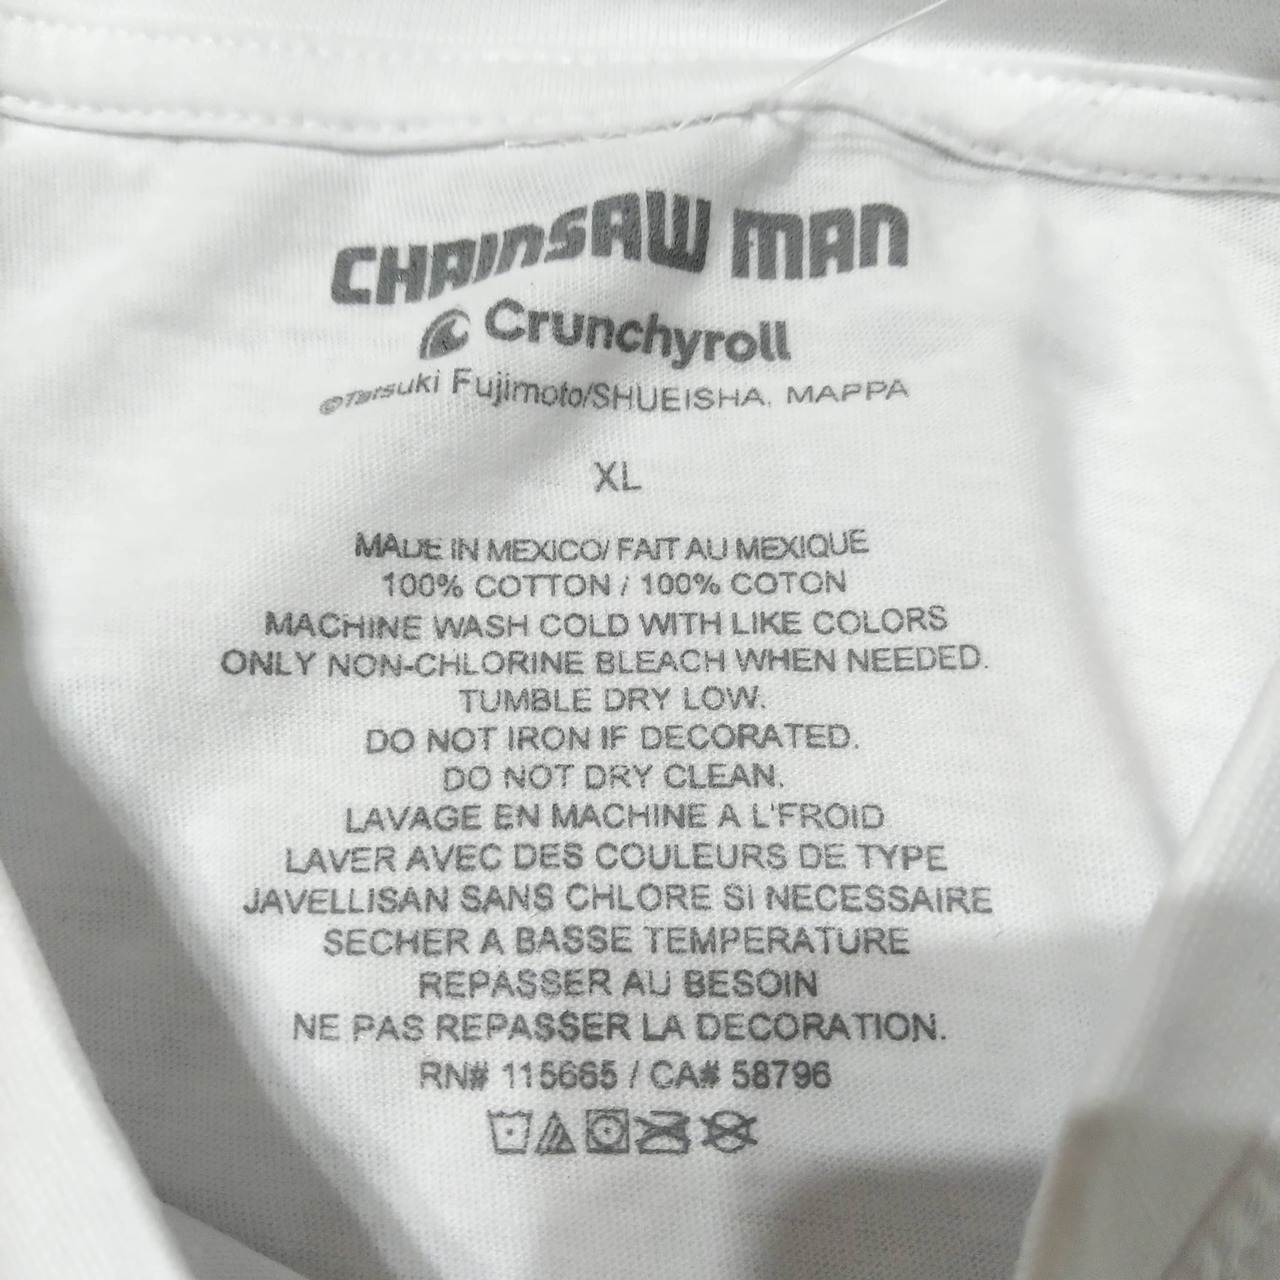 CHAINSAW MAN
Crunchyroll
©Tatsuki Fujimoto/SHUEISHA, MAPPA
XL
MADE IN MEXICO/ FAIT AU MEXIQUE
100% COTTON / 100% COTON
MACHINE WASH COLD WITH LIKE COLORS
ONLY NON-CHLORINE BLEACH WHEN NEEDED.
TUMBLE DRY LOW.
DO NOT IRON IF DECORATED.
DO NOT DRY CLEAN.
LAVAGE EN MACHINE A L'FROID
LAVER AVEC DES COULEURS DE TYPE
JAVELLISAN SANS CHLORE SI NECESSAIRE
SECHER A BASSE TEMPERATURE
REPASSER AU BESOIN
NE PAS REPASSER LA DECORATION.
RN# 115665 / CA# 58796